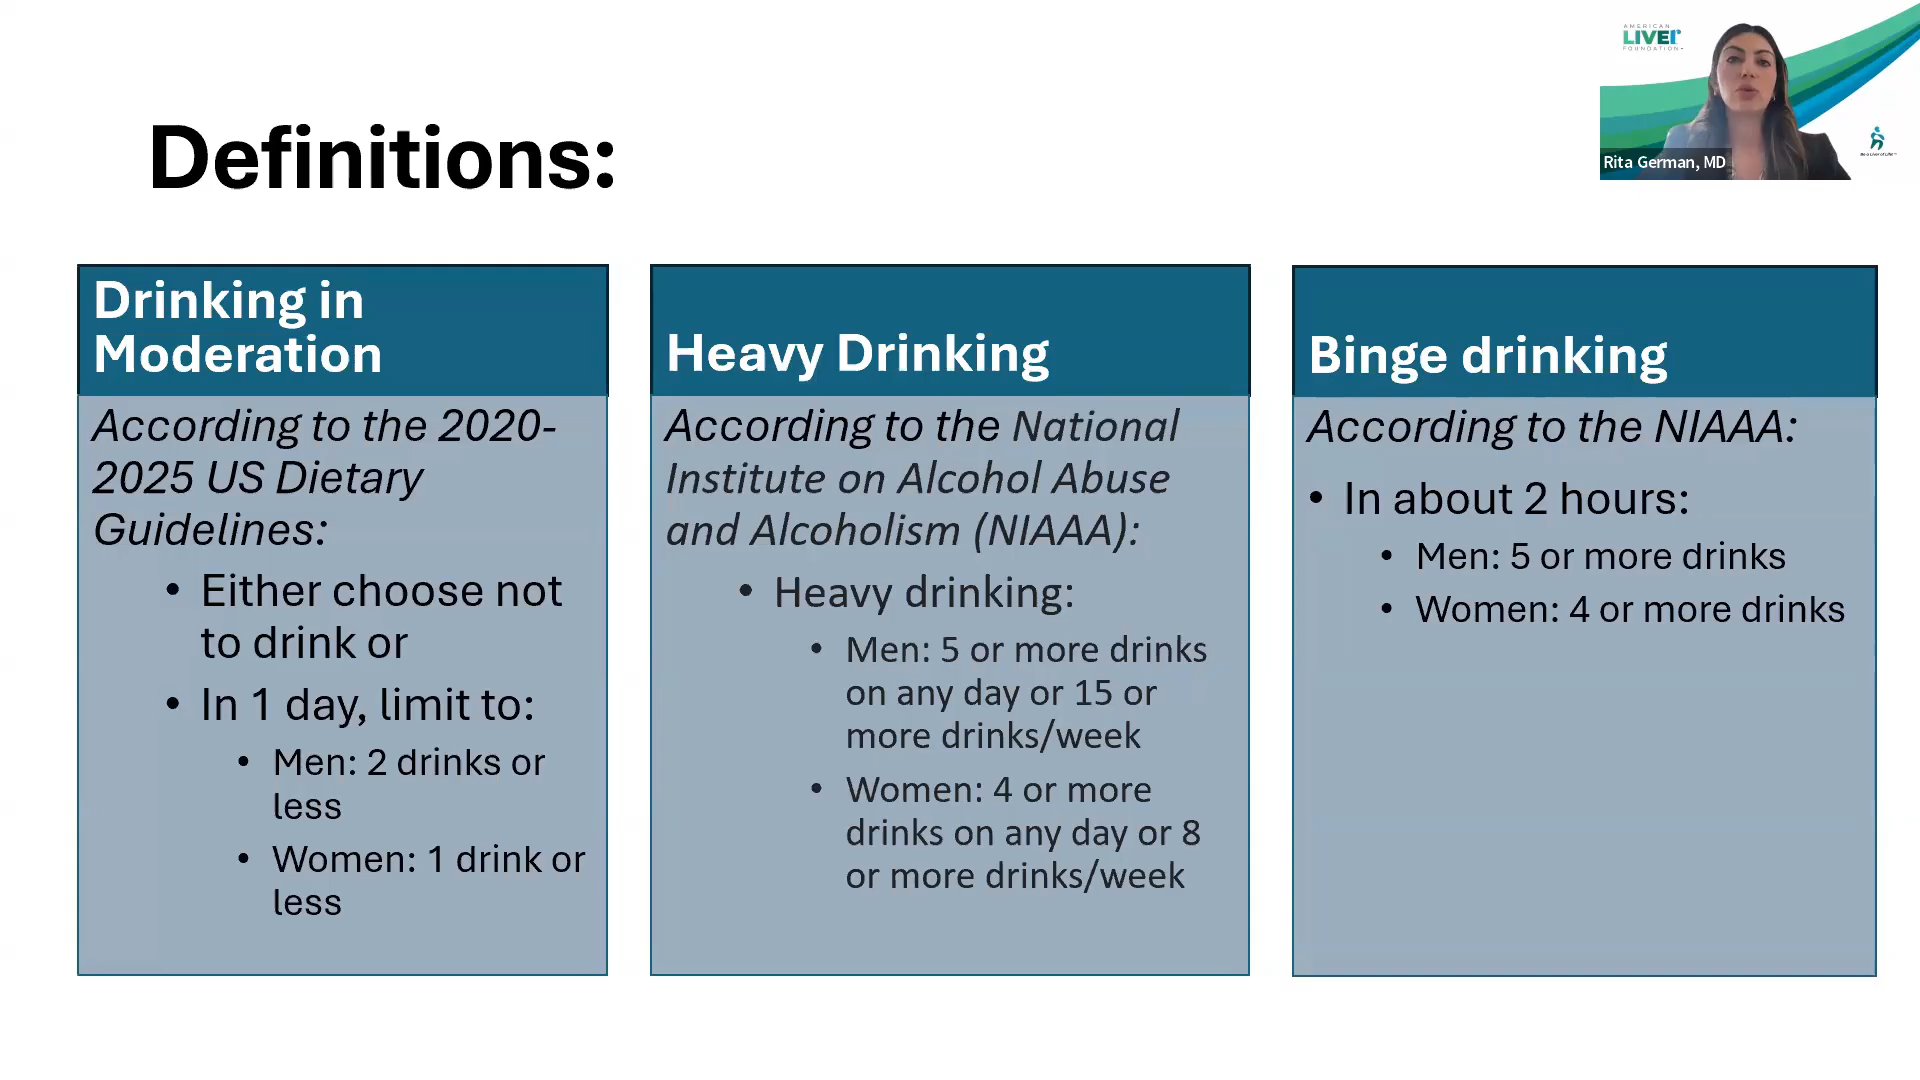 AMERICAN
LIVER
FOUNDATION
Rita German, MD
Definitions:
Drinking in
Moderation
According to the 2020-
2025 US Dietary
Guidelines:
• Either choose not
to drink or
• In 1 day, limit to:
• Men: 2 drinks or
less
• Women: 1 drink or
less
Heavy Drinking
According to the National
Institute on Alcohol Abuse
and Alcoholism (NIAAA):
• Heavy drinking:
• Men: 5 or more drinks
on any day or 15 or
more drinks/week
• Women: 4 or more
drinks on any day or 8
or more drinks/week
Binge drinking
According to the NIAAA:
• In about 2 hours:
• Men: 5 or more drinks
• Women: 4 or more drinks